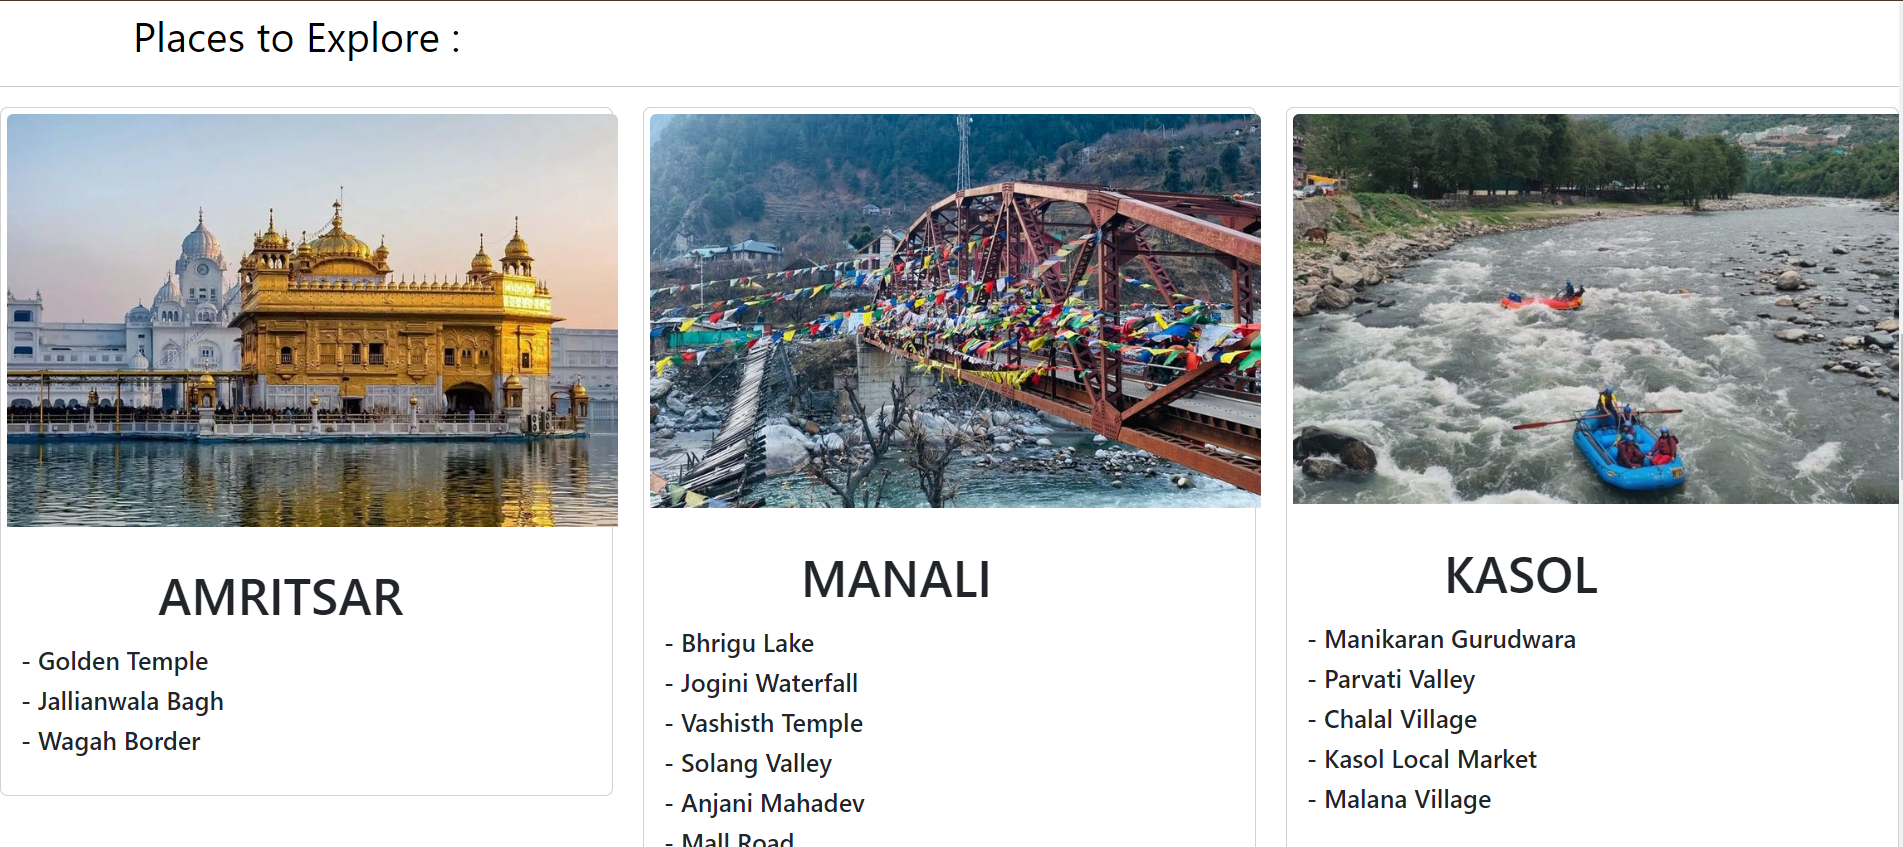 Places to Explore :
AMRITSAR
- Golden Temple
- Jallianwala Bagh
- Wagah Border
MANALI
- Bhrigu Lake
- Jogini Waterfall
- Vashisth Temple
- Solang Valley
- Anjani Mahadev
- Mall Road
KASOL
- Manikaran Gurudwara
- Parvati Valley
- Chalal Village
- Kasol Local Market
- Malana Village